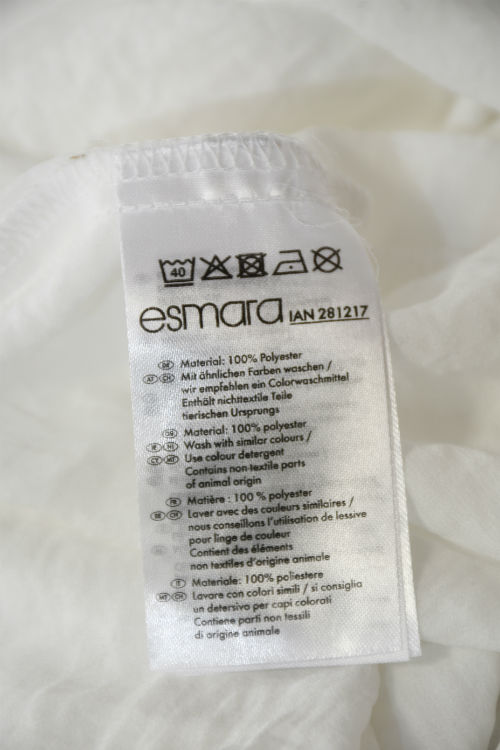 40
esmara IAN 281217
DE Material: 100% Polyester
AT CH Mit ähnlichen Farben waschen /
wir empfehlen ein Colorwaschmittel
Enthält nichttextile Teile
tierischen Ursprungs
GB Material: 100% polyester
IE NI Wash with similar colours /
CY MT Use colour detergent
Contains non-textile parts
of animal origin
FR Matière : 100 % polyester
BE CH Laver avec des couleurs similaires /
nous conseillons l'utilisation de lessive
pour linge de couleur
Contient des éléments
non textiles d'origine animale
IT Materiale: 100% poliestere
MT CH Lavare con colori simili / si consiglia
un detersivo per capi colorati
Contiene parti non tessili
di origine animale